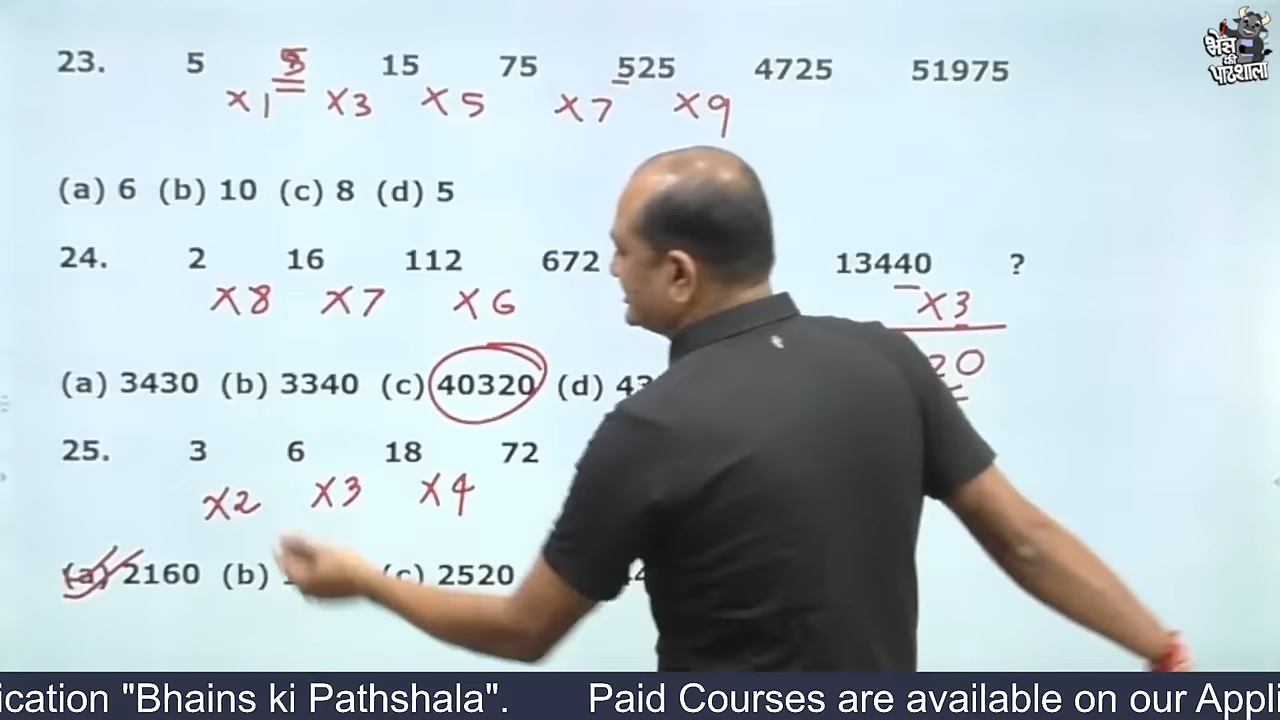 भैंस
की
पाठशाला
23. 5 5 15 75 525 4725 51975
×1 ×3 ×5 ×7 ×9
(a) 6 (b) 10 (c) 8 (d) 5
24. 2 16 112 672 13440 ?
×8 ×7 ×6 ×3
20
(a) 3430 (b) 3340 (c) 40320 (d)
25. 3 6 18 72
×2 ×3 ×4
(a) 2160 (b) (c) 2520
ication "Bhains ki Pathshala". Paid Courses are available on our Appli